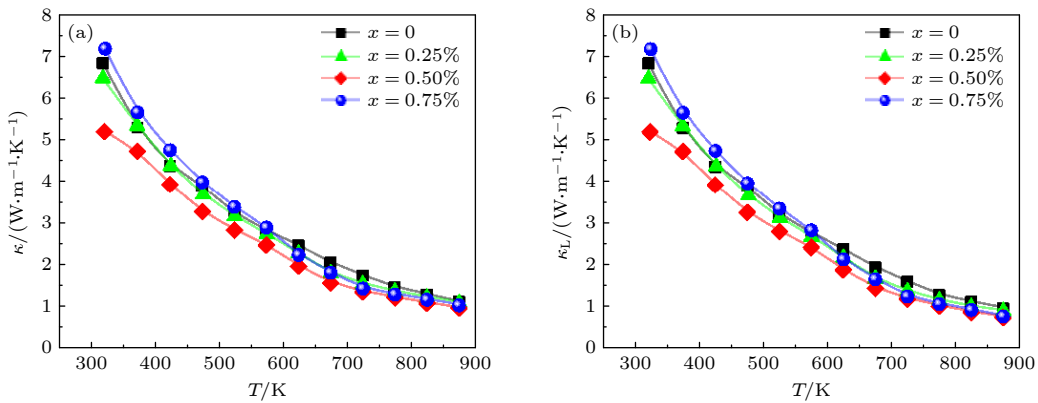 (a)
x = 0
x = 0.25%
x = 0.50%
x = 0.75%
κ/(W·m−1·K−1)
8
7
6
5
4
3
2
1
0
300 400 500 600 700 800 900
T/K
(b)
x = 0
x = 0.25%
x = 0.50%
x = 0.75%
κL/(W·m−1·K−1)
8
7
6
5
4
3
2
1
0
300 400 500 600 700 800 900
T/K